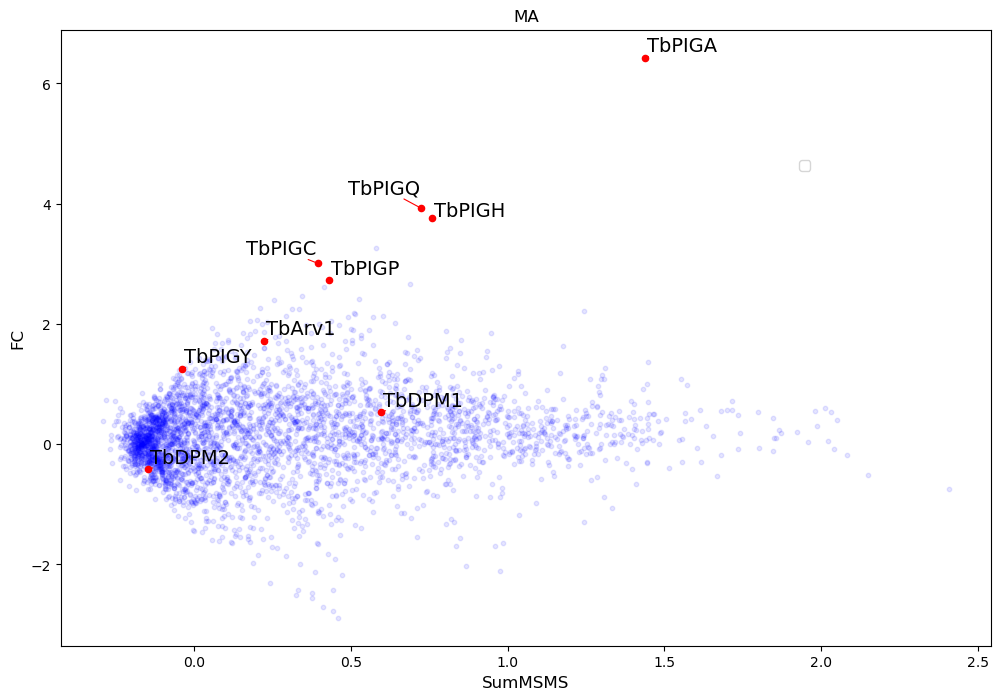 MA
TbPIGA
6
TbPIGQ
TbPIGH
4
TbPIGC
TbPIGP
TbArv1
2
TbPIGY
TbDPM1
0
TbDPM2
−2
FC
0.0 0.5 1.0 1.5 2.0 2.5
SumMSMS